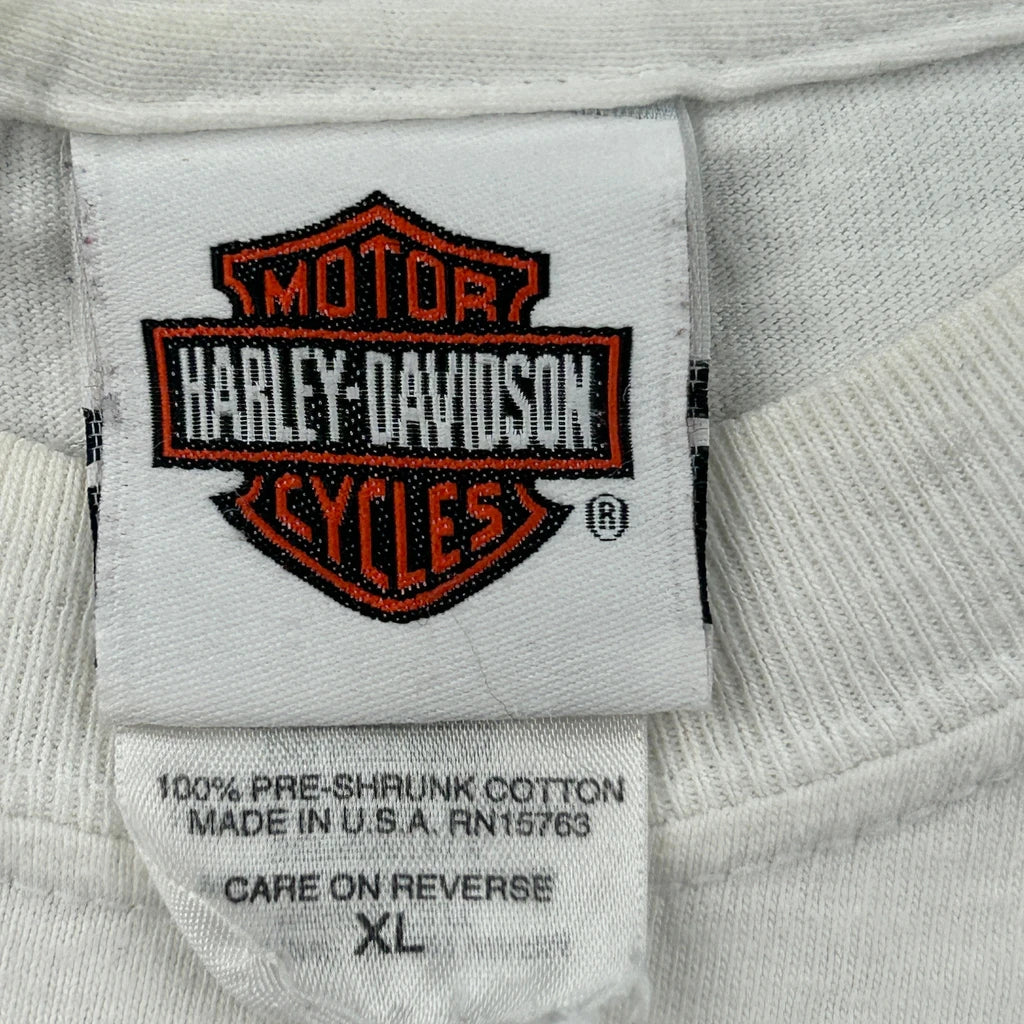 MOTOR
HARLEY-DAVIDSON
CYCLES
®
100% PRE-SHRUNK COTTON
MADE IN U.S.A. RN15763
CARE ON REVERSE
XL